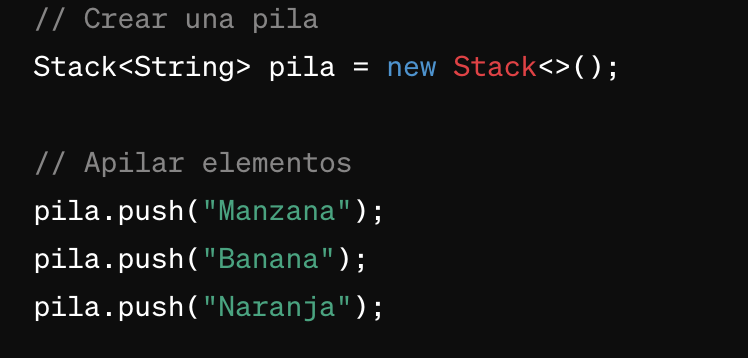 // Crear una pila
Stack<String> pila = new Stack<>();
// Apilar elementos
pila.push("Manzana");
pila.push("Banana");
pila.push("Naranja");